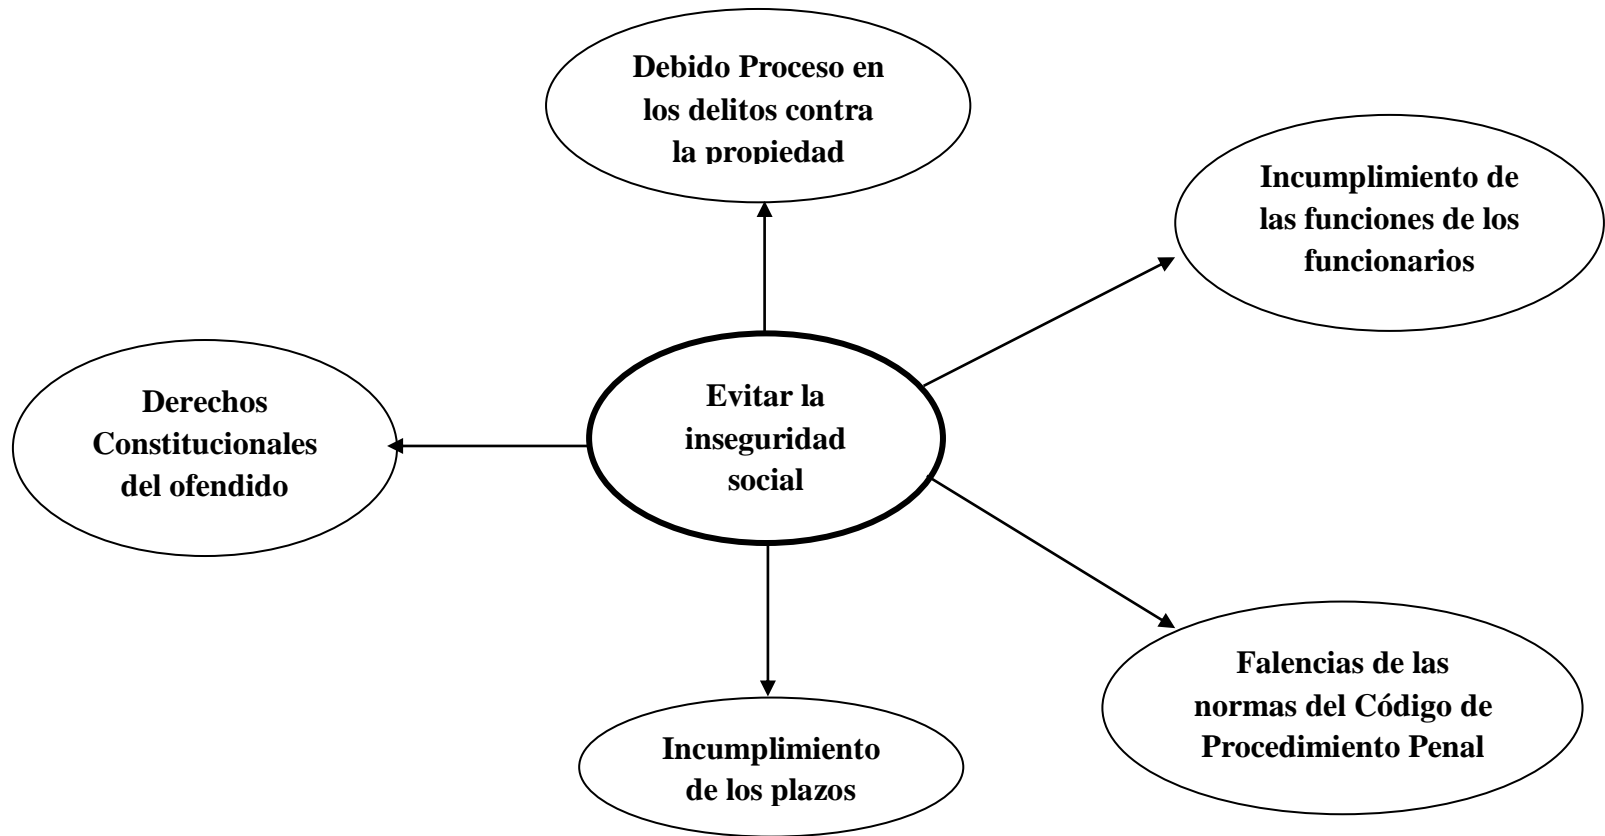 Debido Proceso en
los delitos contra
la propiedad
Incumplimiento de
las funciones de los
funcionarios
Derechos
Constitucionales
del ofendido
Evitar la
inseguridad
social
Falencias de las
normas del Código de
Procedimiento Penal
Incumplimiento
de los plazos